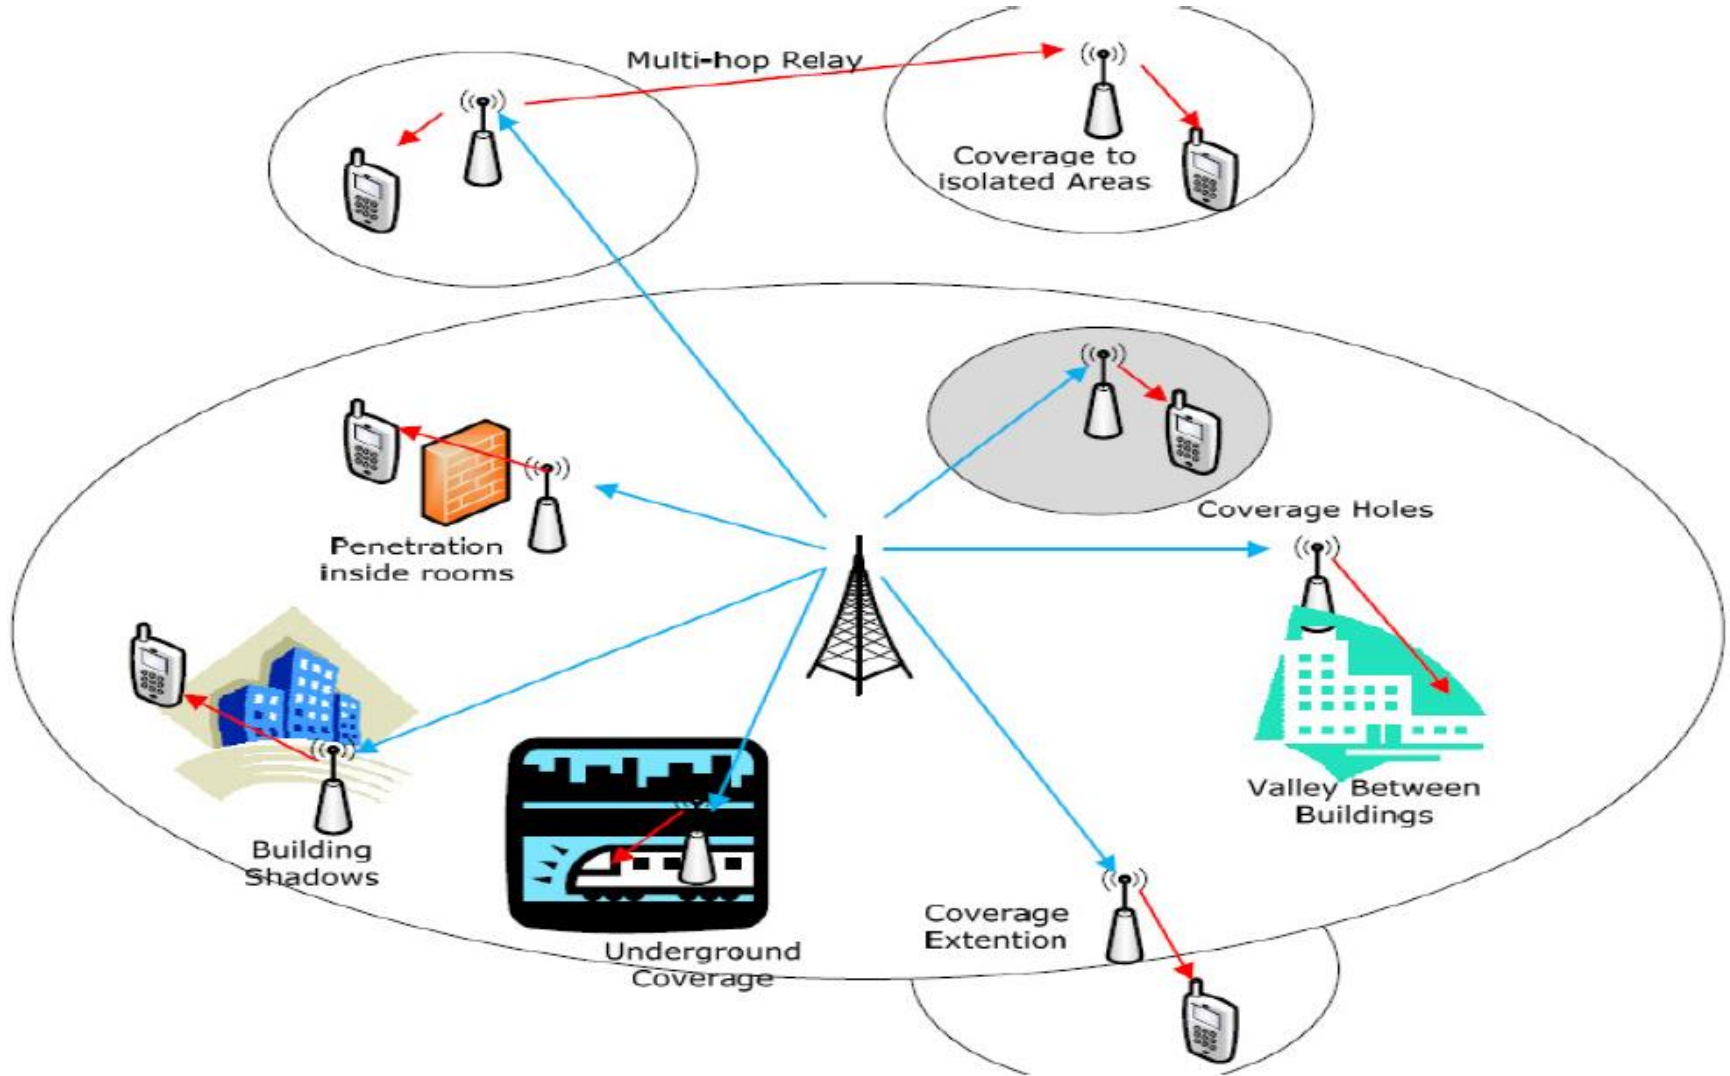 Multi-hop Relay
Coverage to
isolated Areas
Coverage Holes
Penetration
inside rooms
Valley Between
Buildings
Building
Shadows
Coverage
Extention
Underground
Coverage